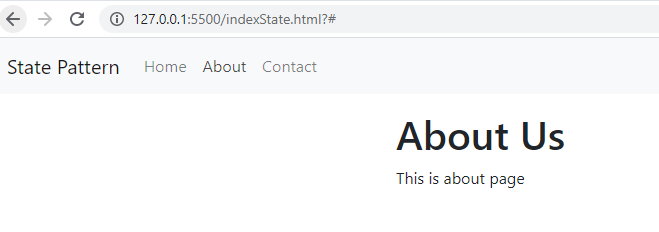 127.0.0.1:5500/indexState.html?#
State Pattern Home About Contact
About Us
This is about page